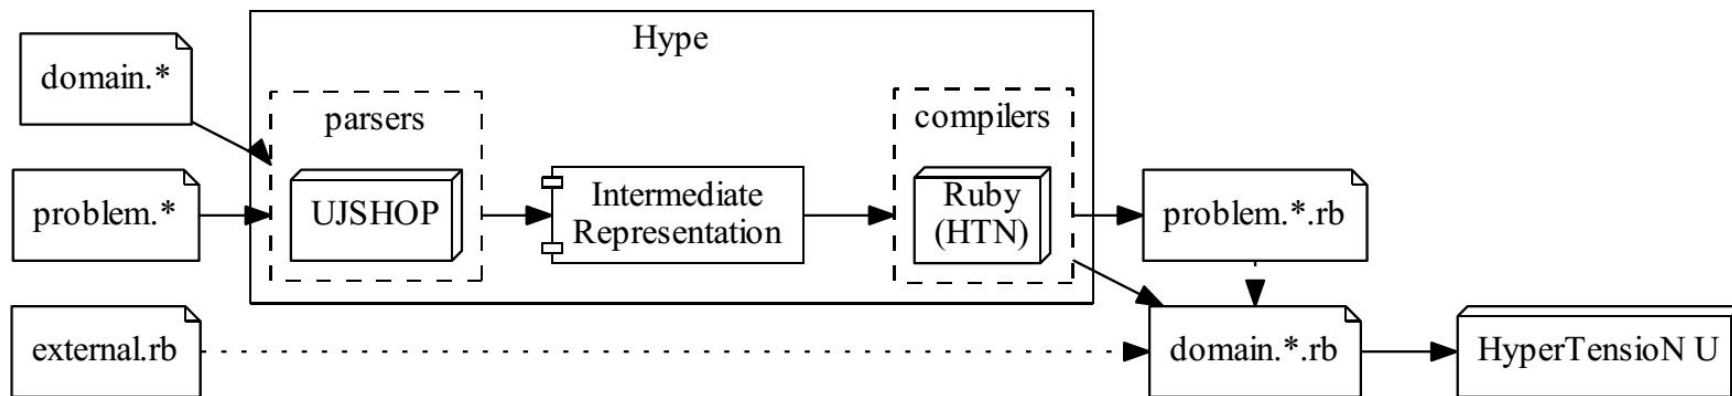 Hype
domain.*
parsers
compilers
problem.*
UJSHOP
Intermediate
Representation
Ruby
(HTN)
problem.*.rb
external.rb
domain.*.rb
HyperTensioN U